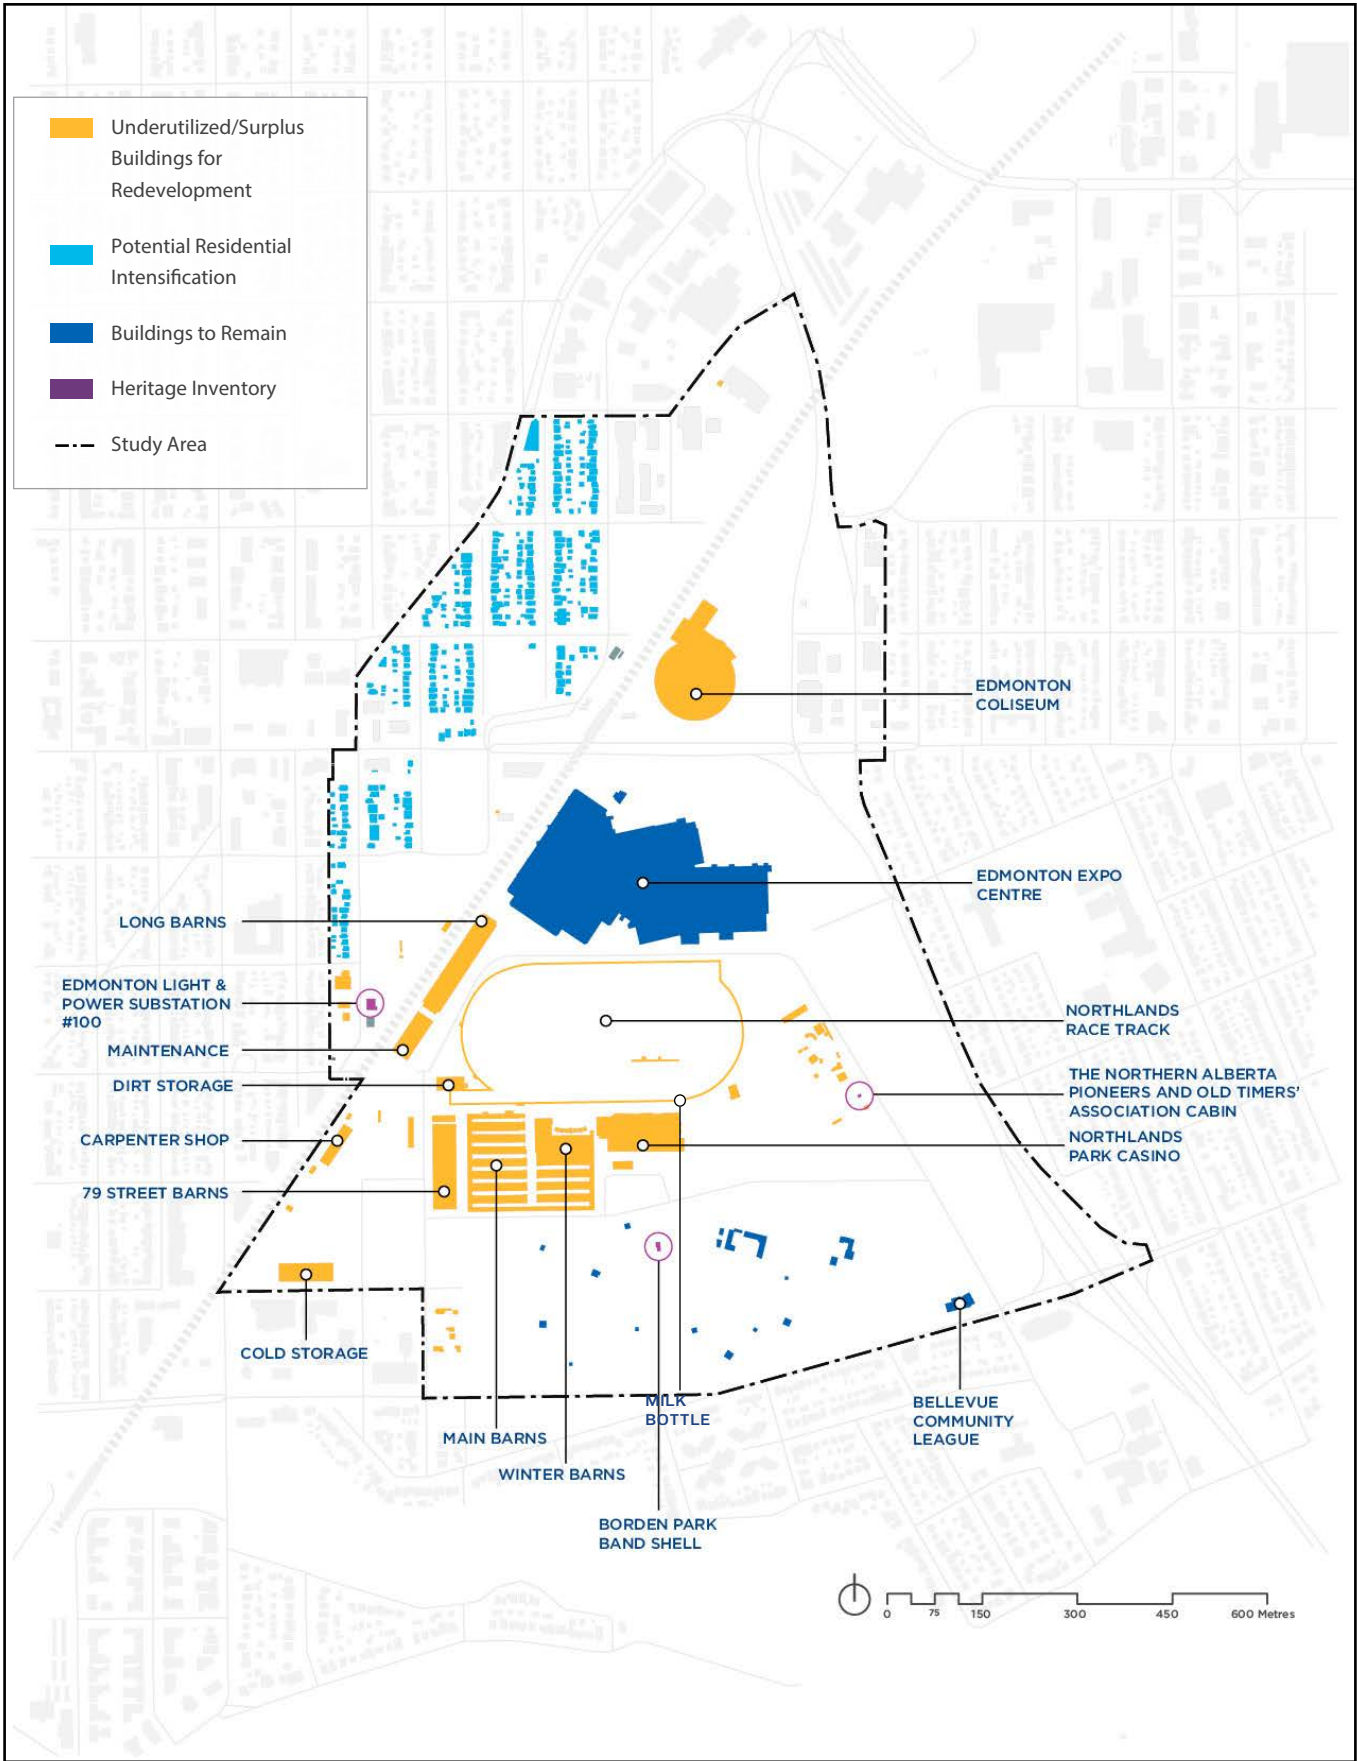 Underutilized/Surplus
Buildings for
Redevelopment
Potential Residential
Intensification
Buildings to Remain
Heritage Inventory
Study Area
EDMONTON
COLISEUM
EDMONTON EXPO
CENTRE
LONG BARNS
EDMONTON LIGHT &
POWER SUBSTATION
#100
MAINTENANCE
DIRT STORAGE
CARPENTER SHOP
79 STREET BARNS
NORTHLANDS
RACE TRACK
THE NORTHERN ALBERTA
PIONEERS AND OLD TIMERS'
ASSOCIATION CABIN
NORTHLANDS
PARK CASINO
COLD STORAGE
MAIN BARNS
WINTER BARNS
MILK
BOTTLE
BORDEN PARK
BAND SHELL
BELLEVUE
COMMUNITY
LEAGUE
0 75 150 300 450 600 Metres